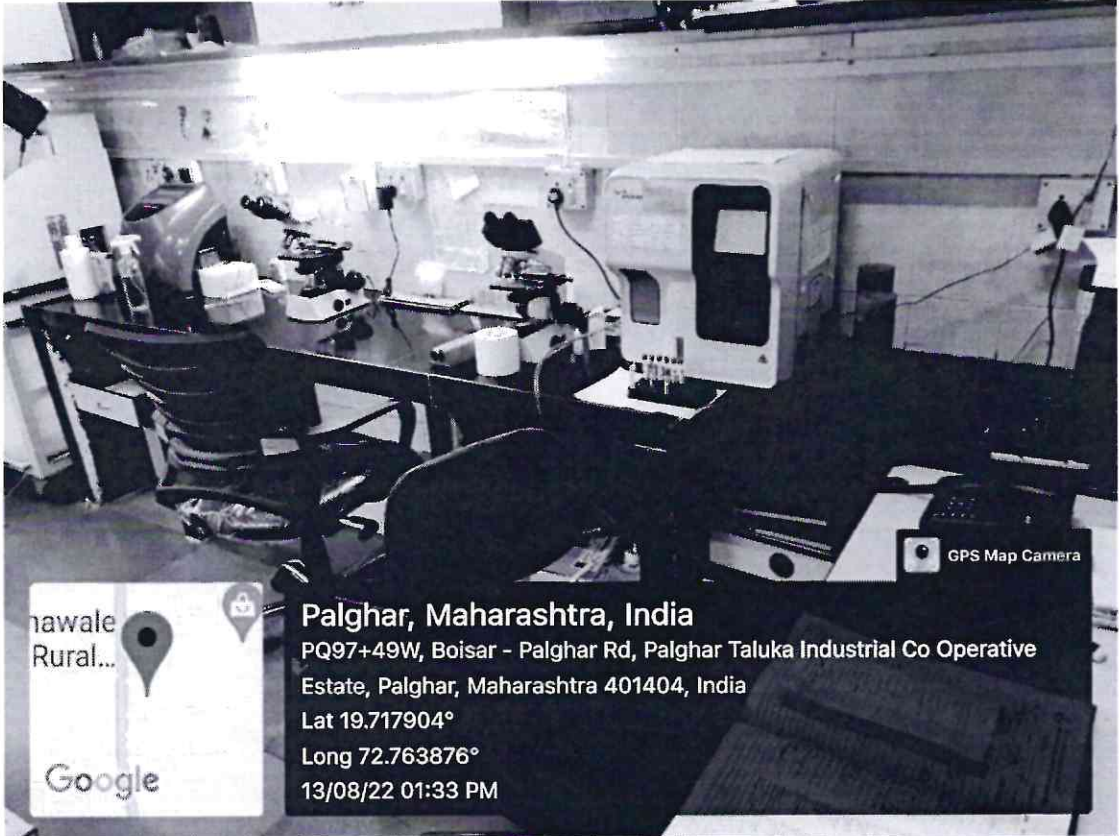 GPS Map Camera
nawale
Rural...
Google
Palghar, Maharashtra, India
PQ97+49W, Boisar - Palghar Rd, Palghar Taluka Industrial Co Operative
Estate, Palghar, Maharashtra 401404, India
Lat 19.717904°
Long 72.763876°
13/08/22 01:33 PM